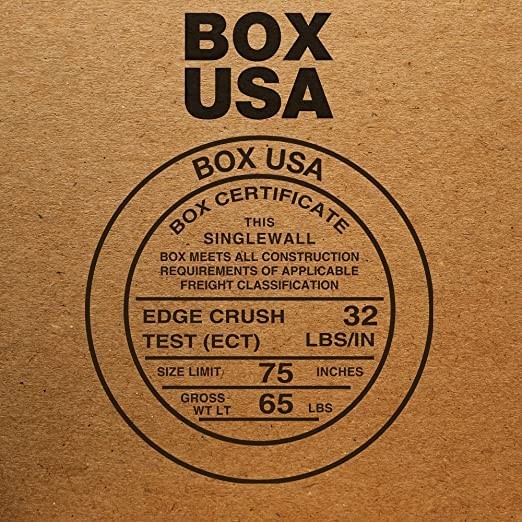 BOX
USA
BOX USA
BOX CERTIFICATE
THIS
SINGLEWALL
BOX MEETS ALL CONSTRUCTION
REQUIREMENTS OF APPLICABLE
FREIGHT CLASSIFICATION
EDGE CRUSH 32
TEST (ECT) LBS/IN
SIZE LIMIT 75 INCHES
GROSS
WT LT 65 LBS